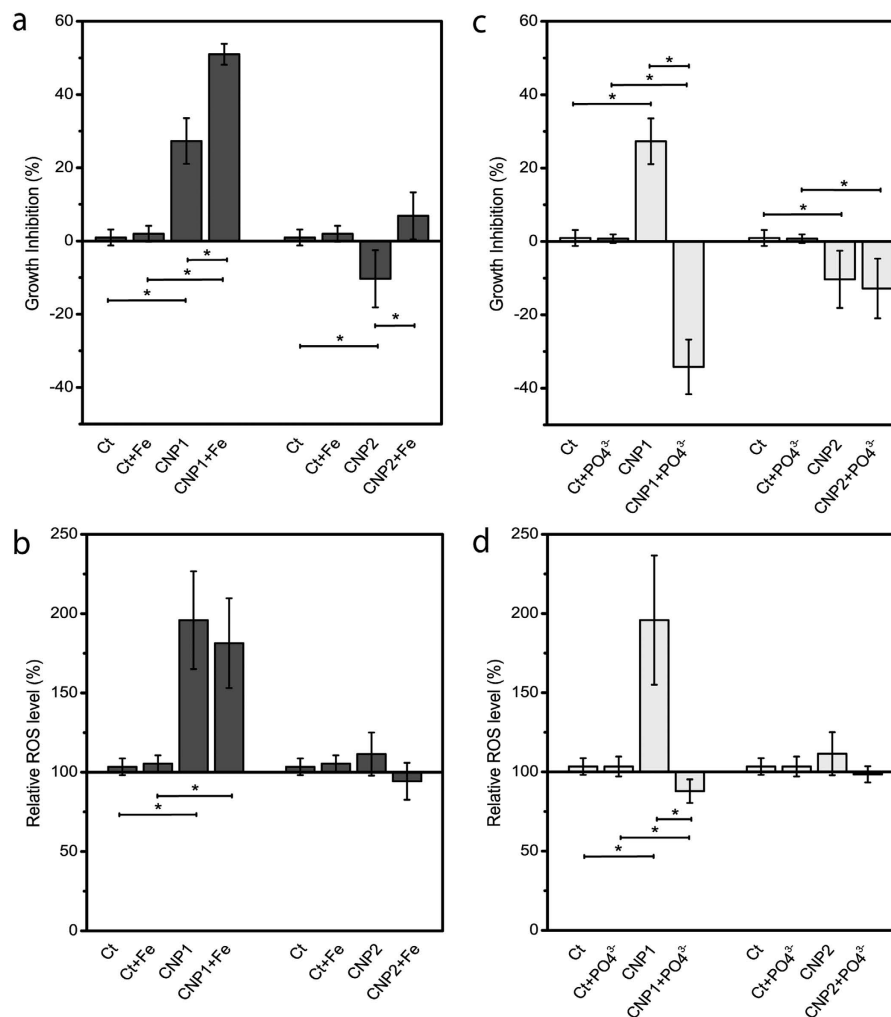 a
Growth Inhibition (%)
60
40
20
0
-20
-40
*
*
*
*
*
Ct
Ct+Fe
CNP1
CNP1+Fe
Ct
Ct+Fe
CNP2
CNP2+Fe
c
Growth Inhibition (%)
60
40
20
0
-20
-40
*
*
*
*
*
Ct
Ct+PO4³⁻
CNP1
CNP1+PO4³⁻
Ct
Ct+PO4³⁻
CNP2
CNP2+PO4³⁻
b
Relative ROS level (%)
250
200
150
100
50
0
*
*
Ct
Ct+Fe
CNP1
CNP1+Fe
Ct
Ct+Fe
CNP2
CNP2+Fe
d
Relative ROS level (%)
250
200
150
100
50
0
*
*
*
Ct
Ct+PO4³⁻
CNP1
CNP1+PO4³⁻
Ct
Ct+PO4³⁻
CNP2
CNP2+PO4³⁻